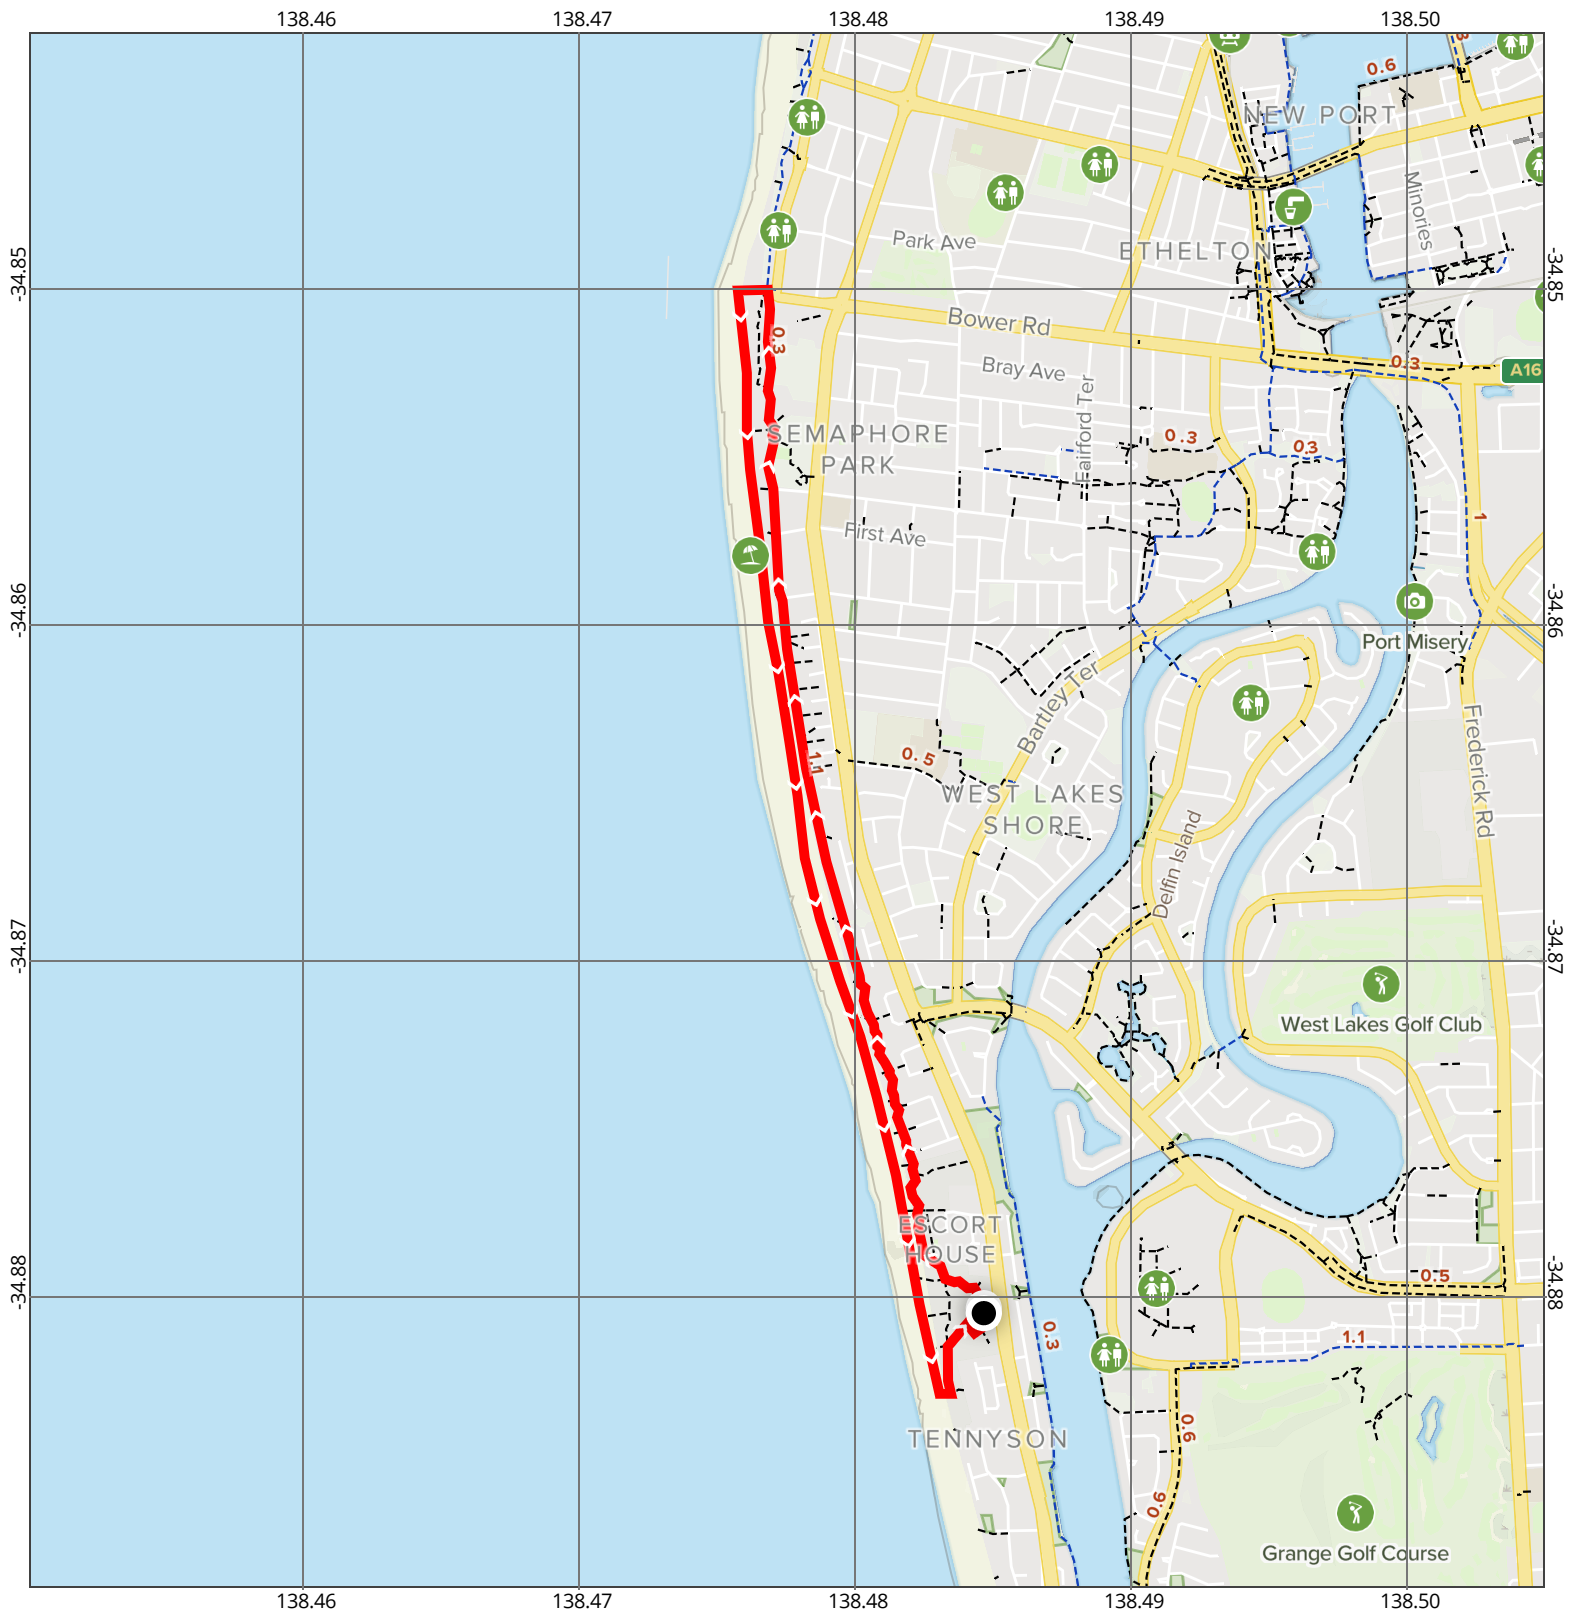 138.46 138.47 138.48 138.49 138.50
0.6
NEW PORT
Minories
Park Ave
ETHELTON
-34.85 -34.85
Bower Rd
0.3
0.3
A16
Bray Ave
Fairford Ter
SEMAPHORE
PARK
0.3
03
1
First Ave
-34.86 -34.86
Port Misery
Bartley Ter
Frederick Rd
0.5
1.1
WEST LAKES
SHORE
Delfin Island
-34.87 -34.87
West Lakes Golf Club
ESCORT
HOUSE
-34.88 -34.88
0.5
0.3
1.1
0.6
TENNYSON
0.6
Grange Golf Course
138.46 138.47 138.48 138.49 138.50